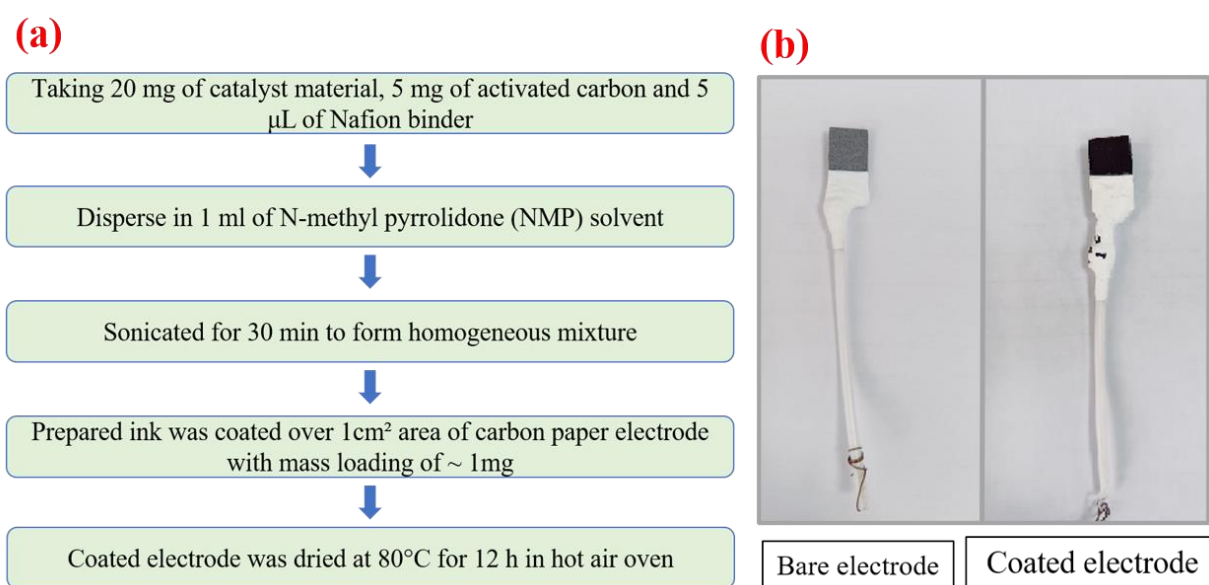 (a)
Taking 20 mg of catalyst material, 5 mg of activated carbon and 5
μL of Nafion binder
Disperse in 1 ml of N-methyl pyrrolidone (NMP) solvent
Sonicated for 30 min to form homogeneous mixture
Prepared ink was coated over 1cm² area of carbon paper electrode
with mass loading of ~ 1mg
Coated electrode was dried at 80°C for 12 h in hot air oven
(b)
Bare electrode
Coated electrode